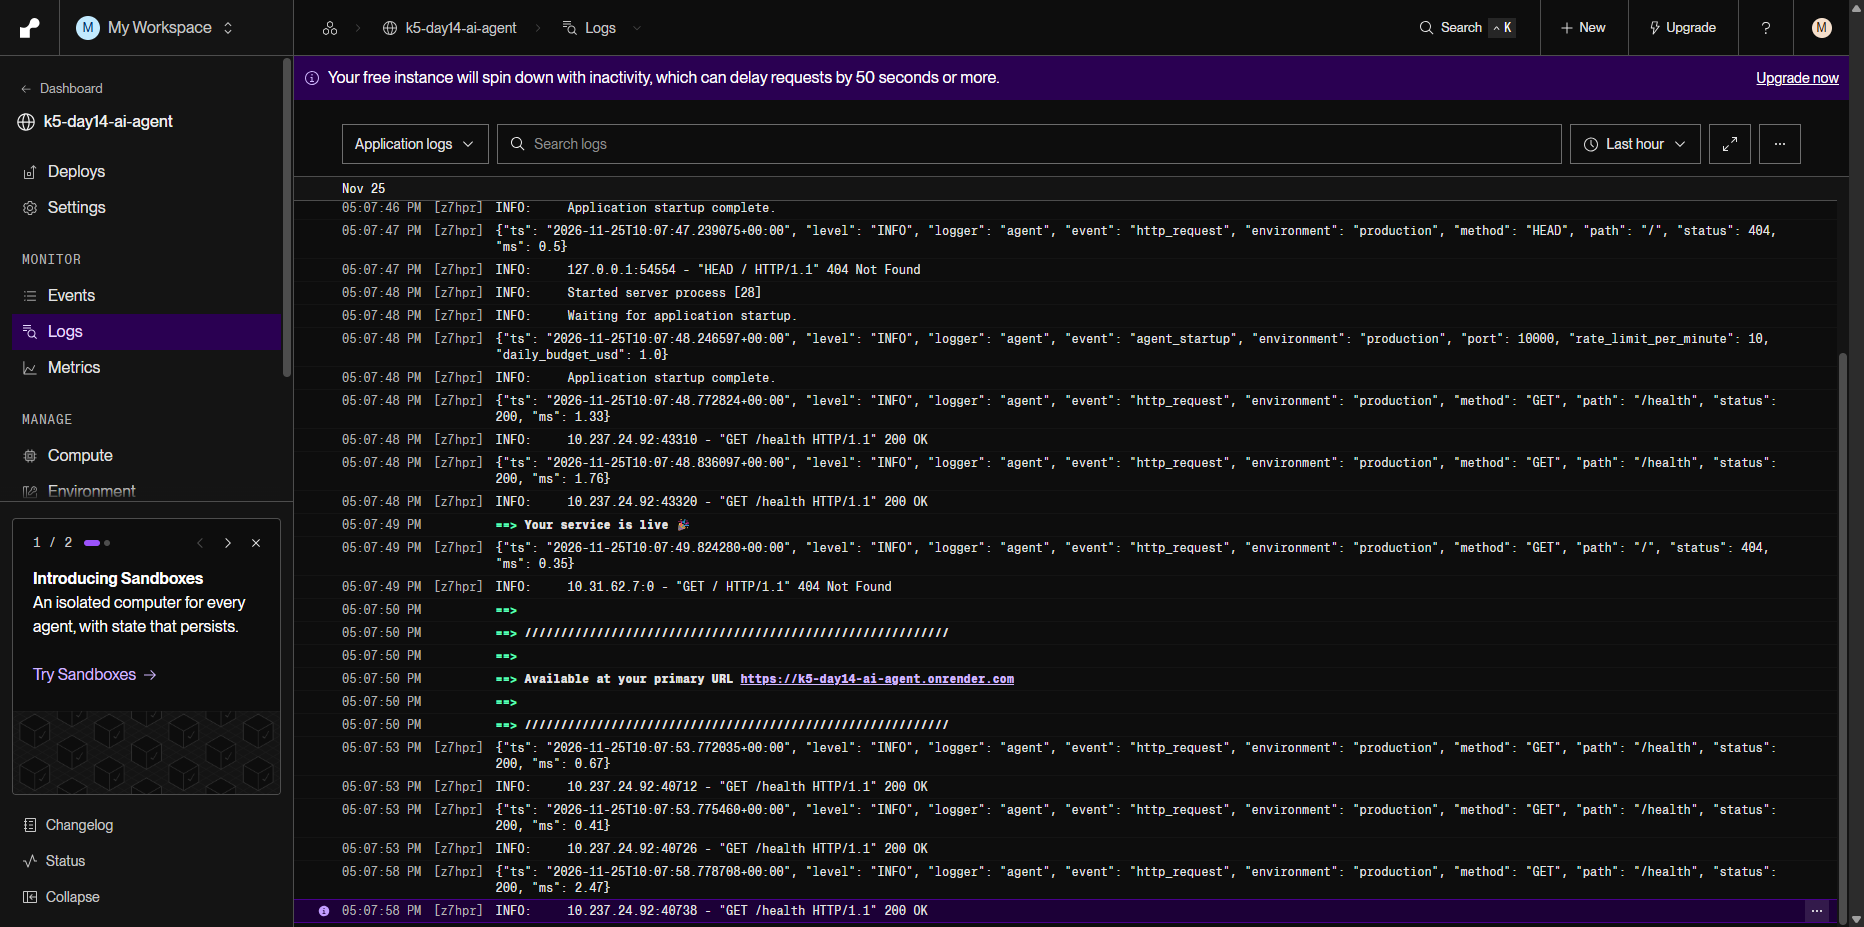 M My Workspace
k5-day14-ai-agent
Logs
Search ^ K
+ New
Upgrade
?
M
← Dashboard
k5-day14-ai-agent
Deploys
Settings
MONITOR
Events
Logs
Metrics
MANAGE
Compute
Environment
1 / 2
Introducing Sandboxes
An isolated computer for every
agent, with state that persists.
Try Sandboxes →
Changelog
Status
Collapse
Your free instance will spin down with inactivity, which can delay requests by 50 seconds or more.
Upgrade now
Application logs
Search logs
Last hour
...
Nov 25
05:07:46 PM [z7hpr] INFO:     Application startup complete.
05:07:47 PM [z7hpr] {"ts": "2026-11-25T10:07:47.239075+00:00", "level": "INFO", "logger": "agent", "event": "http_request", "environment": "production", "method": "HEAD", "path": "/", "status": 404,
"ms": 0.5}
05:07:47 PM [z7hpr] INFO:     127.0.0.1:54554 - "HEAD / HTTP/1.1" 404 Not Found
05:07:48 PM [z7hpr] INFO:     Started server process [28]
05:07:48 PM [z7hpr] INFO:     Waiting for application startup.
05:07:48 PM [z7hpr] {"ts": "2026-11-25T10:07:48.246597+00:00", "level": "INFO", "logger": "agent", "event": "agent_startup", "environment": "production", "port": 10000, "rate_limit_per_minute": 10,
"daily_budget_usd": 1.0}
05:07:48 PM [z7hpr] INFO:     Application startup complete.
05:07:48 PM [z7hpr] {"ts": "2026-11-25T10:07:48.772824+00:00", "level": "INFO", "logger": "agent", "event": "http_request", "environment": "production", "method": "GET", "path": "/health", "status":
200, "ms": 1.33}
05:07:48 PM [z7hpr] INFO:     10.237.24.92:43310 - "GET /health HTTP/1.1" 200 OK
05:07:48 PM [z7hpr] {"ts": "2026-11-25T10:07:48.836097+00:00", "level": "INFO", "logger": "agent", "event": "http_request", "environment": "production", "method": "GET", "path": "/health", "status":
200, "ms": 1.76}
05:07:48 PM [z7hpr] INFO:     10.237.24.92:43320 - "GET /health HTTP/1.1" 200 OK
05:07:49 PM ==> Your service is live 🎉
05:07:49 PM [z7hpr] {"ts": "2026-11-25T10:07:49.824280+00:00", "level": "INFO", "logger": "agent", "event": "http_request", "environment": "production", "method": "GET", "path": "/", "status": 404,
"ms": 0.35}
05:07:49 PM [z7hpr] INFO:     10.31.62.7:0 - "GET / HTTP/1.1" 404 Not Found
05:07:50 PM ==>
05:07:50 PM ==> ///////////////////////////////////////////////////////////
05:07:50 PM ==>
05:07:50 PM ==> Available at your primary URL https://k5-day14-ai-agent.onrender.com
05:07:50 PM ==>
05:07:50 PM ==> ///////////////////////////////////////////////////////////
05:07:53 PM [z7hpr] {"ts": "2026-11-25T10:07:53.772035+00:00", "level": "INFO", "logger": "agent", "event": "http_request", "environment": "production", "method": "GET", "path": "/health", "status":
200, "ms": 0.67}
05:07:53 PM [z7hpr] INFO:     10.237.24.92:40712 - "GET /health HTTP/1.1" 200 OK
05:07:53 PM [z7hpr] {"ts": "2026-11-25T10:07:53.775460+00:00", "level": "INFO", "logger": "agent", "event": "http_request", "environment": "production", "method": "GET", "path": "/health", "status":
200, "ms": 0.41}
05:07:53 PM [z7hpr] INFO:     10.237.24.92:40726 - "GET /health HTTP/1.1" 200 OK
05:07:58 PM [z7hpr] {"ts": "2026-11-25T10:07:58.778708+00:00", "level": "INFO", "logger": "agent", "event": "http_request", "environment": "production", "method": "GET", "path": "/health", "status":
200, "ms": 2.47}
05:07:58 PM [z7hpr] INFO:     10.237.24.92:40738 - "GET /health HTTP/1.1" 200 OK
...